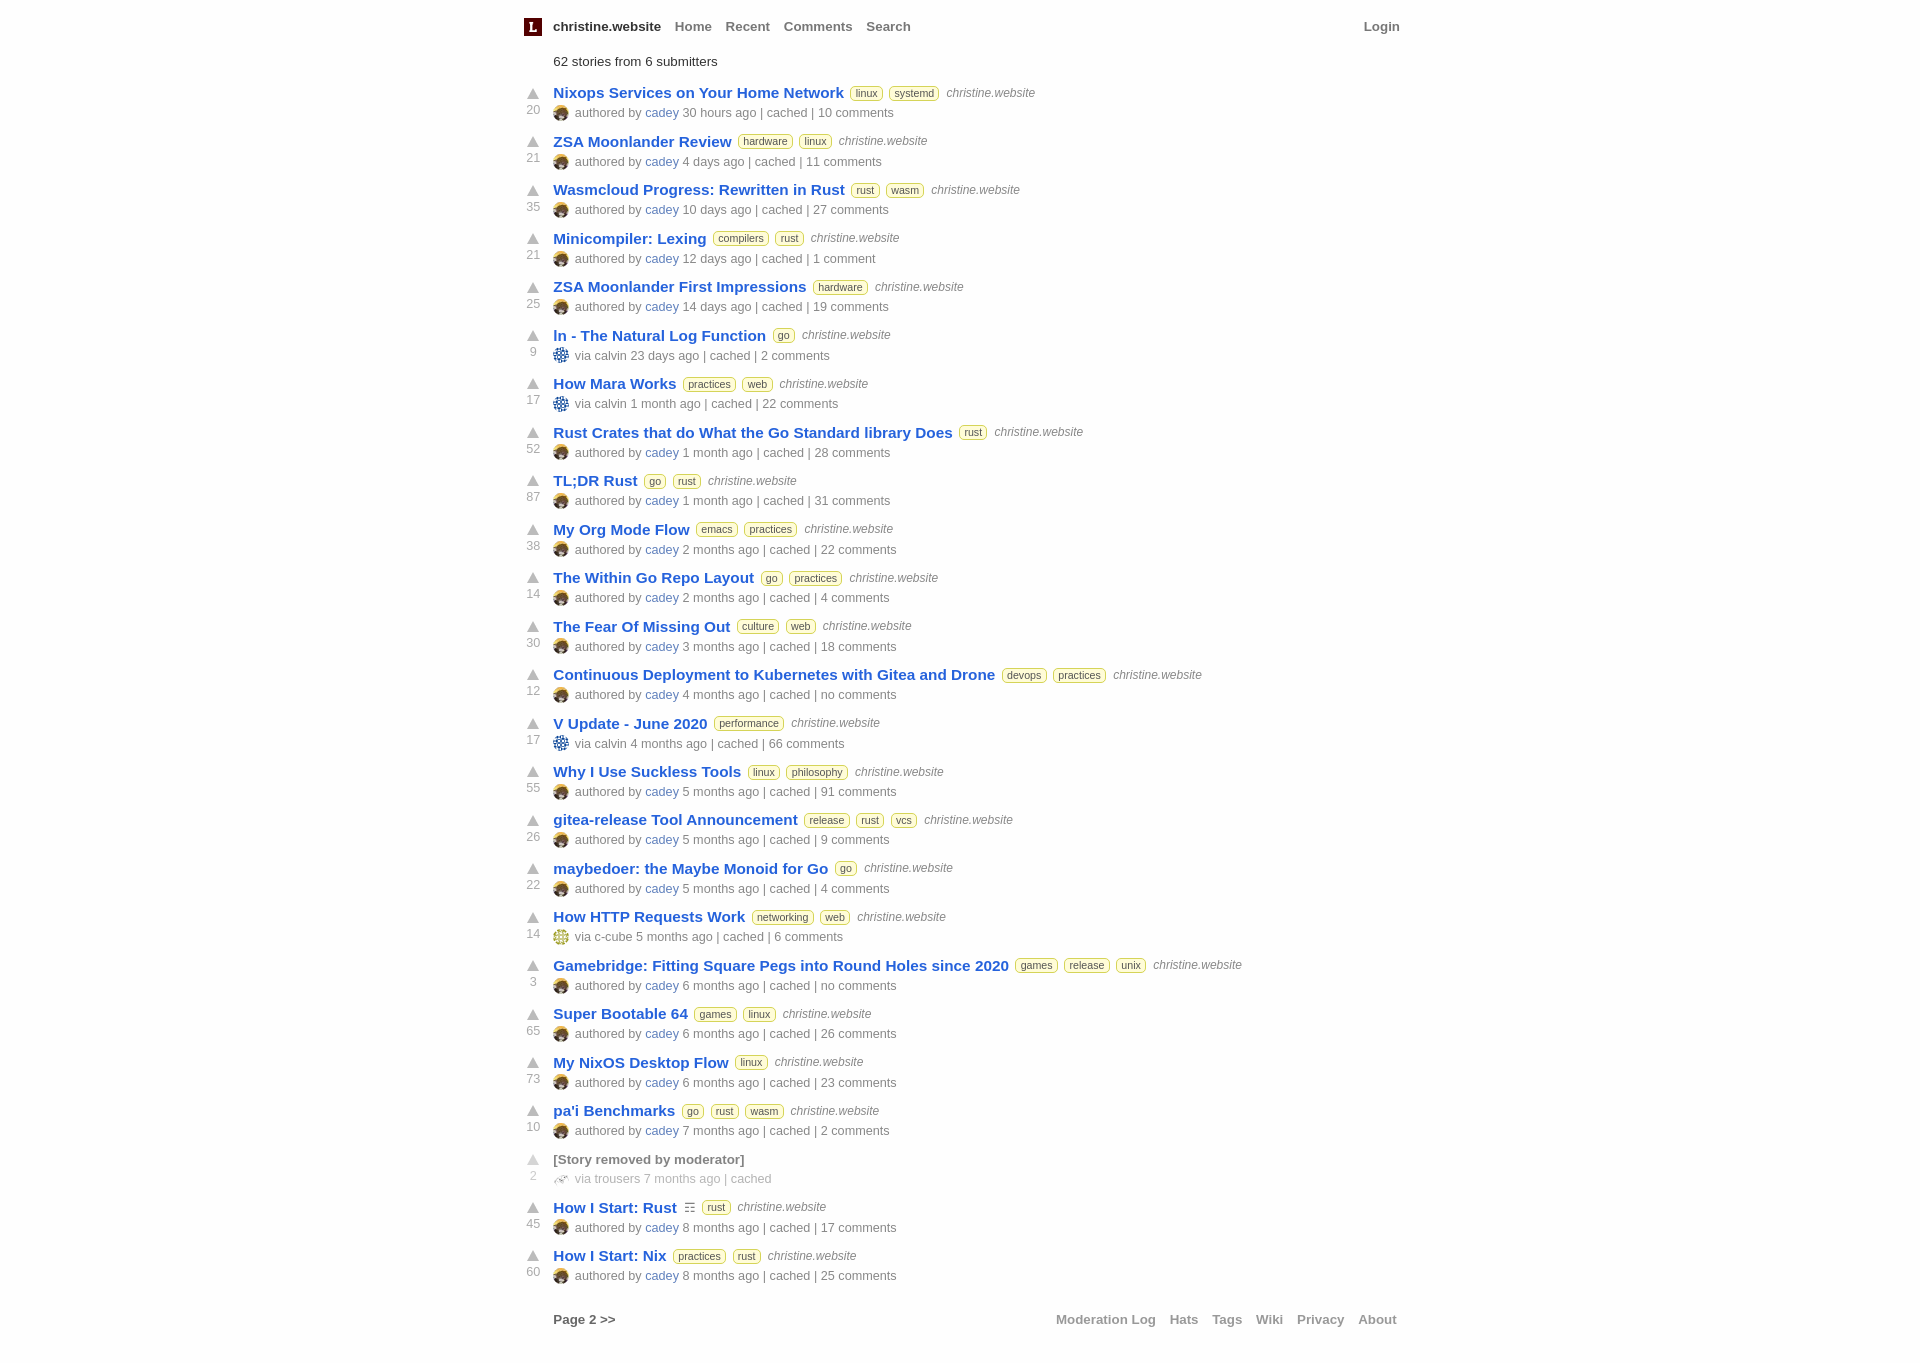 L christine.website Home Recent Comments Search Login
62 stories from 6 submitters
Nixops Services on Your Home Network linux systemd christine.website
20 authored by cadey 30 hours ago | cached | 10 comments
ZSA Moonlander Review hardware linux christine.website
21 authored by cadey 4 days ago | cached | 11 comments
Wasmcloud Progress: Rewritten in Rust rust wasm christine.website
35 authored by cadey 10 days ago | cached | 27 comments
Minicompiler: Lexing compilers rust christine.website
21 authored by cadey 12 days ago | cached | 1 comment
ZSA Moonlander First Impressions hardware christine.website
25 authored by cadey 14 days ago | cached | 19 comments
ln - The Natural Log Function go christine.website
9 via calvin 23 days ago | cached | 2 comments
How Mara Works practices web christine.website
17 via calvin 1 month ago | cached | 22 comments
Rust Crates that do What the Go Standard library Does rust christine.website
52 authored by cadey 1 month ago | cached | 28 comments
TL;DR Rust go rust christine.website
87 authored by cadey 1 month ago | cached | 31 comments
My Org Mode Flow emacs practices christine.website
38 authored by cadey 2 months ago | cached | 22 comments
The Within Go Repo Layout go practices christine.website
14 authored by cadey 2 months ago | cached | 4 comments
The Fear Of Missing Out culture web christine.website
30 authored by cadey 3 months ago | cached | 18 comments
Continuous Deployment to Kubernetes with Gitea and Drone devops practices christine.website
12 authored by cadey 4 months ago | cached | no comments
V Update - June 2020 performance christine.website
17 via calvin 4 months ago | cached | 66 comments
Why I Use Suckless Tools linux philosophy christine.website
55 authored by cadey 5 months ago | cached | 91 comments
gitea-release Tool Announcement release rust vcs christine.website
26 authored by cadey 5 months ago | cached | 9 comments
maybedoer: the Maybe Monoid for Go go christine.website
22 authored by cadey 5 months ago | cached | 4 comments
How HTTP Requests Work networking web christine.website
14 via c-cube 5 months ago | cached | 6 comments
Gamebridge: Fitting Square Pegs into Round Holes since 2020 games release unix christine.website
3 authored by cadey 6 months ago | cached | no comments
Super Bootable 64 games linux christine.website
65 authored by cadey 6 months ago | cached | 26 comments
My NixOS Desktop Flow linux christine.website
73 authored by cadey 6 months ago | cached | 23 comments
pa'i Benchmarks go rust wasm christine.website
10 authored by cadey 7 months ago | cached | 2 comments
[Story removed by moderator]
2 via trousers 7 months ago | cached
How I Start: Rust ☶ rust christine.website
45 authored by cadey 8 months ago | cached | 17 comments
How I Start: Nix practices rust christine.website
60 authored by cadey 8 months ago | cached | 25 comments
Page 2 >> Moderation Log Hats Tags Wiki Privacy About